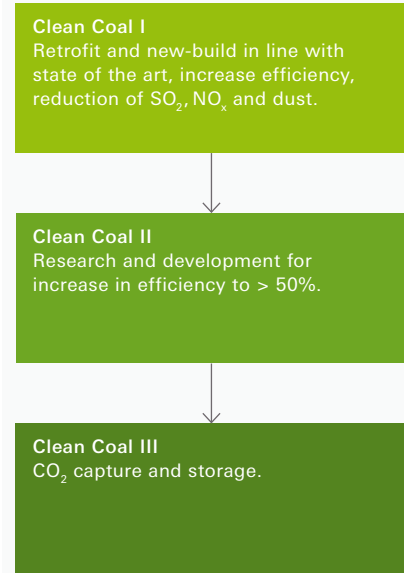 Clean Coal I
Retrofit and new-build in line with
state of the art, increase efficiency,
reduction of SO₂, NOₓ and dust.
Clean Coal II
Research and development for
increase in efficiency to > 50%.
Clean Coal III
CO₂ capture and storage.